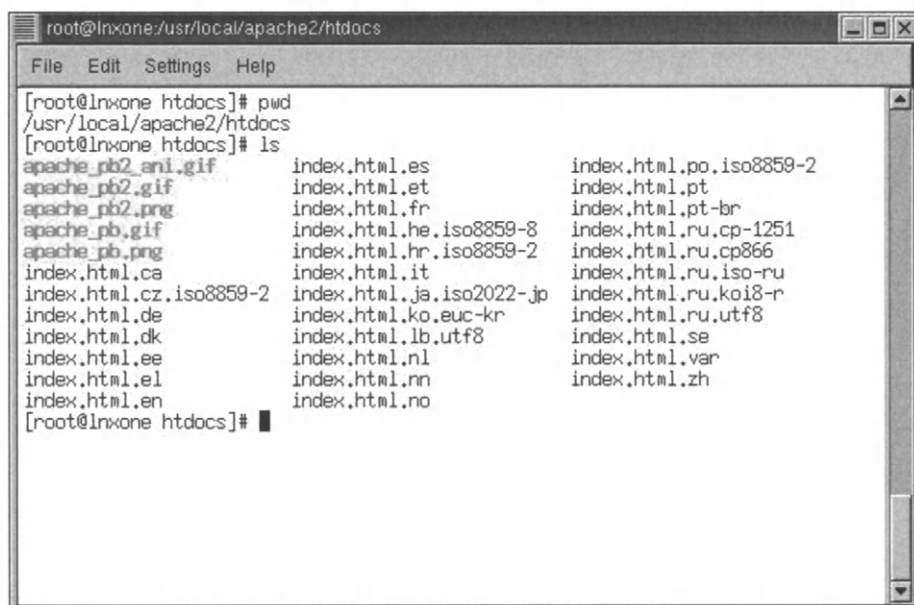 root@lnxone:/usr/local/apache2/htdocs
File Edit Settings Help
[root@lnxone htdocs]# pwd
/usr/local/apache2/htdocs
[root@lnxone htdocs]# ls
apache_pb2_ani.gif index.html.es index.html.po.iso8859-2
apache_pb2.gif index.html.et index.html.pt
apache_pb2.png index.html.fr index.html.pt-br
apache_pb.gif index.html.he.iso8859-8 index.html.ru.cp-1251
apache_pb.png index.html.hr.iso8859-2 index.html.ru.cp866
index.html.ca index.html.it index.html.ru.iso-ru
index.html.cz.iso8859-2 index.html.ja.iso2022-jp index.html.ru.koi8-r
index.html.de index.html.ko.euc-kr index.html.ru.utf8
index.html.dk index.html.lb.utf8 index.html.se
index.html.ee index.html.nl index.html.var
index.html.el index.html.nn index.html.zh
index.html.en index.html.no
[root@lnxone htdocs]#